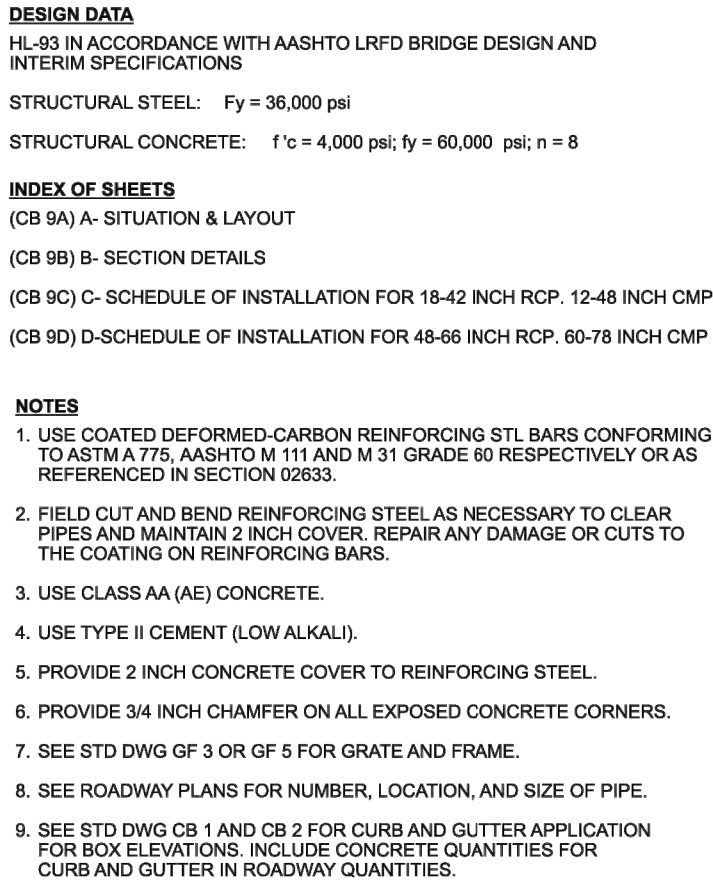 DESIGN DATA
HL-93 IN ACCORDANCE WITH AASHTO LRFD BRIDGE DESIGN AND
INTERIM SPECIFICATIONS
STRUCTURAL STEEL: Fy = 36,000 psi
STRUCTURAL CONCRETE: f 'c = 4,000 psi; fy = 60,000 psi; n = 8
INDEX OF SHEETS
(CB 9A) A- SITUATION & LAYOUT
(CB 9B) B- SECTION DETAILS
(CB 9C) C- SCHEDULE OF INSTALLATION FOR 18-42 INCH RCP. 12-48 INCH CMP
(CB 9D) D-SCHEDULE OF INSTALLATION FOR 48-66 INCH RCP. 60-78 INCH CMP
NOTES
1. USE COATED DEFORMED-CARBON REINFORCING STL BARS CONFORMING
TO ASTM A 775, AASHTO M 111 AND M 31 GRADE 60 RESPECTIVELY OR AS
REFERENCED IN SECTION 02633.
2. FIELD CUT AND BEND REINFORCING STEEL AS NECESSARY TO CLEAR
PIPES AND MAINTAIN 2 INCH COVER. REPAIR ANY DAMAGE OR CUTS TO
THE COATING ON REINFORCING BARS.
3. USE CLASS AA (AE) CONCRETE.
4. USE TYPE II CEMENT (LOW ALKALI).
5. PROVIDE 2 INCH CONCRETE COVER TO REINFORCING STEEL.
6. PROVIDE 3/4 INCH CHAMFER ON ALL EXPOSED CONCRETE CORNERS.
7. SEE STD DWG GF 3 OR GF 5 FOR GRATE AND FRAME.
8. SEE ROADWAY PLANS FOR NUMBER, LOCATION, AND SIZE OF PIPE.
9. SEE STD DWG CB 1 AND CB 2 FOR CURB AND GUTTER APPLICATION
FOR BOX ELEVATIONS. INCLUDE CONCRETE QUANTITIES FOR
CURB AND GUTTER IN ROADWAY QUANTITIES.